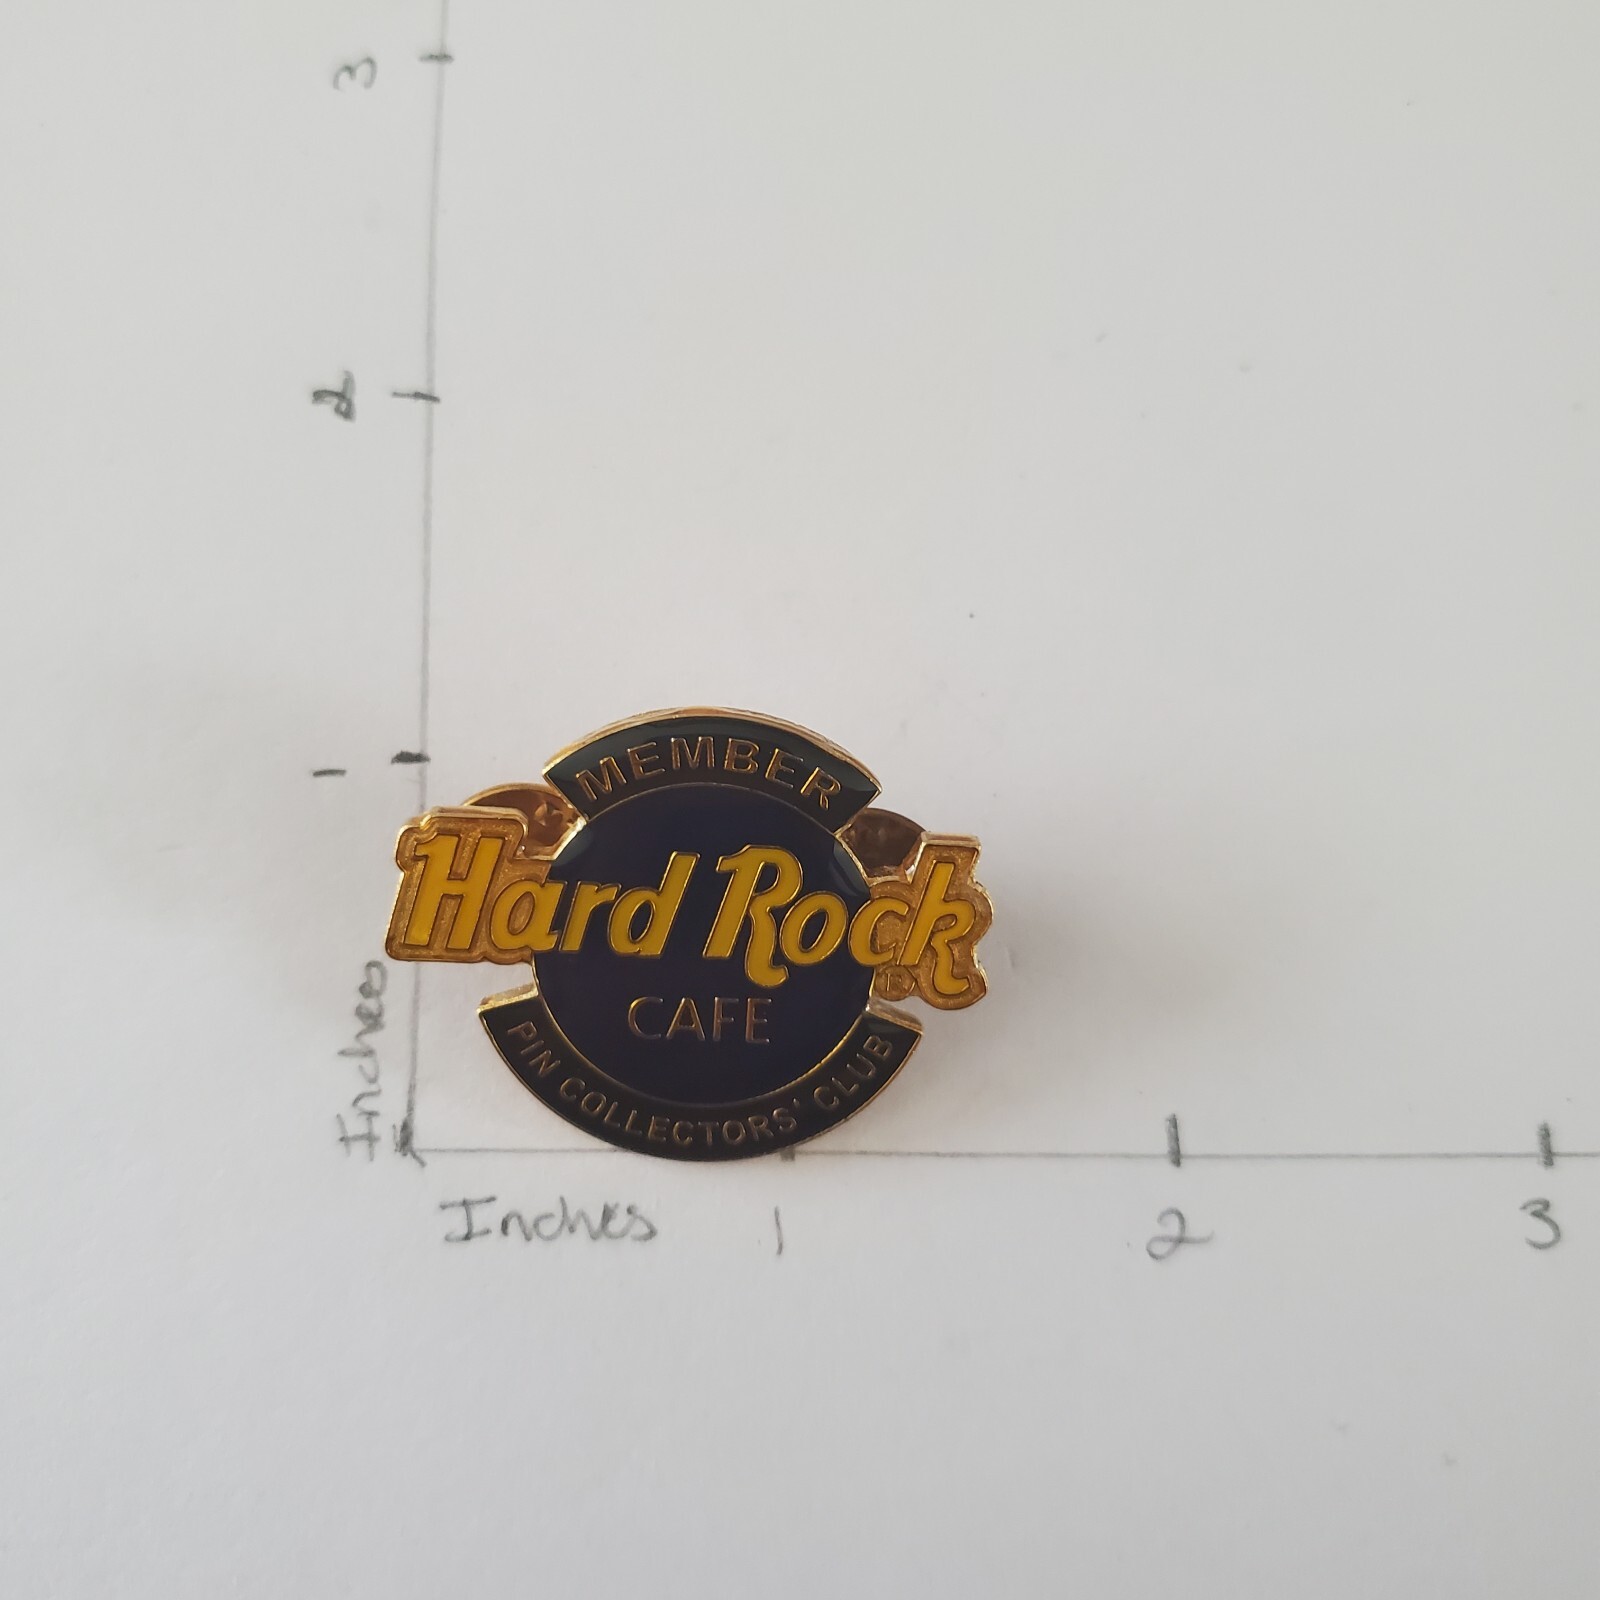 3
2
1
MEMBER
Hard Rock
®
CAFE
PIN COLLECTORS' CLUB
Inches
Inches
1
2
3